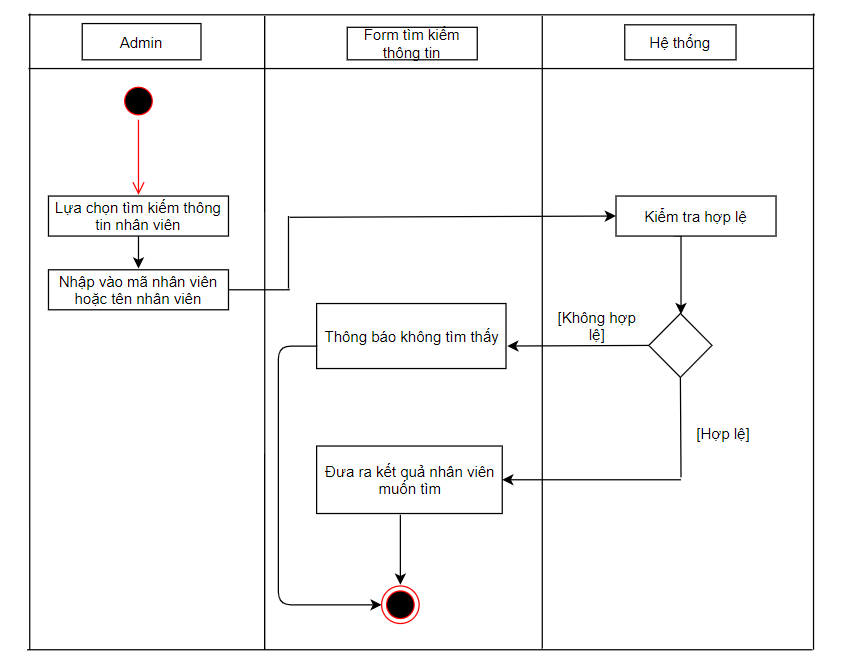 Admin
Form tìm kiếm
thông tin
Hệ thống
Lựa chọn tìm kiếm thông
tin nhân viên
Kiểm tra hợp lệ
Nhập vào mã nhân viên
hoặc tên nhân viên
[Không hợp
lệ]
Thông báo không tìm thấy
[Hợp lệ]
Đưa ra kết quả nhân viên
muốn tìm